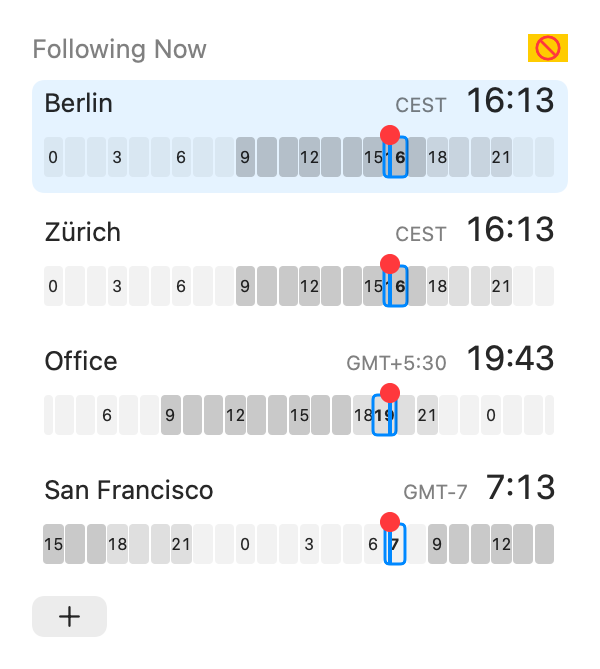 Following Now
Berlin CEST 16:13
0 3 6 9 12 15 16 18 21
Zürich CEST 16:13
0 3 6 9 12 15 16 18 21
Office GMT+5:30 19:43
6 9 12 15 18 19 21 0
San Francisco GMT-7 7:13
15 18 21 0 3 6 7 9 12
+